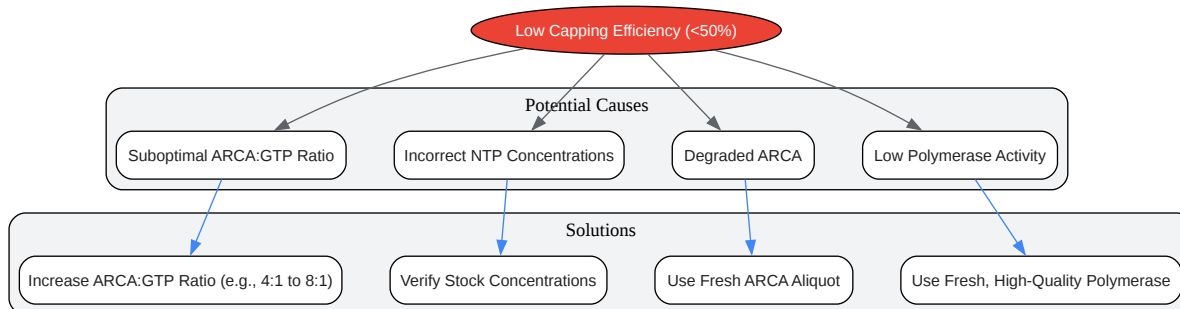 Low Capping Efficiency (<50%)
Potential Causes
Suboptimal ARCA:GTP Ratio
Incorrect NTP Concentrations
Degraded ARCA
Low Polymerase Activity
Solutions
Increase ARCA:GTP Ratio (e.g., 4:1 to 8:1)
Verify Stock Concentrations
Use Fresh ARCA Aliquot
Use Fresh, High-Quality Polymerase